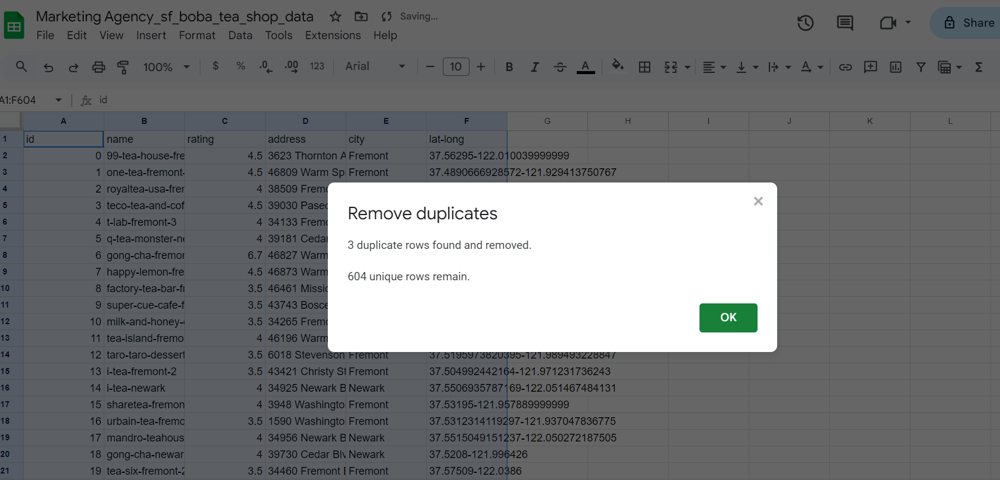 Marketing Agency_sf_boba_tea_shop_data Saving...
File Edit View Insert Format Data Tools Extensions Help
Share
100% $ % .0 .00 123 Arial 10 B I A
A1:F604 fx id
A B C D E F G H I J K L
1 id name rating address city lat-long
2 0 99-tea-house-fre 4.5 3623 Thornton A Fremont 37.56295-122.010039999999
3 1 one-tea-fremont- 4.5 46809 Warm Sp Fremont 37.4890666928572-121.929413750767
4 2 royaltea-usa-frer 4 38509 Fremo
5 3 teco-tea-and-cof 4.5 39030 Paseo
6 4 t-lab-fremont-3 4 34133 Fremo
7 5 q-tea-monster-ne 4 39181 Cedar
8 6 gong-cha-fremor 6.7 46827 Warm
9 7 happy-lemon-fre 4.5 46873 Warm
10 8 factory-tea-bar-fr 3.5 46461 Missio
11 9 super-cue-cafe-f 3.5 43743 Bosce
12 10 milk-and-honey- 3.5 34265 Fremo
13 11 tea-island-fremo 4 46196 Warm
14 12 taro-taro-dessert 3.5 6018 Stevenson Fremont 37.5195973820395-121.989493228847
15 13 i-tea-fremont-2 3.5 43421 Christy St Fremont 37.504992442164-121.971231736243
16 14 i-tea-newark 4 34925 Newark B Newark 37.5506935787169-122.051467484131
17 15 sharetea-fremon 4 3948 Washingto Fremont 37.53195-121.957889999999
18 16 urbain-tea-fremo 3.5 1590 Washingto Fremont 37.5312314119297-121.937047836775
19 17 mandro-teahous 4 34956 Newark B Newark 37.5515049151237-122.050272187505
20 18 gong-cha-newar 4 39730 Cedar Blv Newark 37.5208-121.996426
21 19 tea-six-fremont-2 3.5 34460 Fremont B Fremont 37.57509-122.0386
Remove duplicates
3 duplicate rows found and removed.
604 unique rows remain.
OK